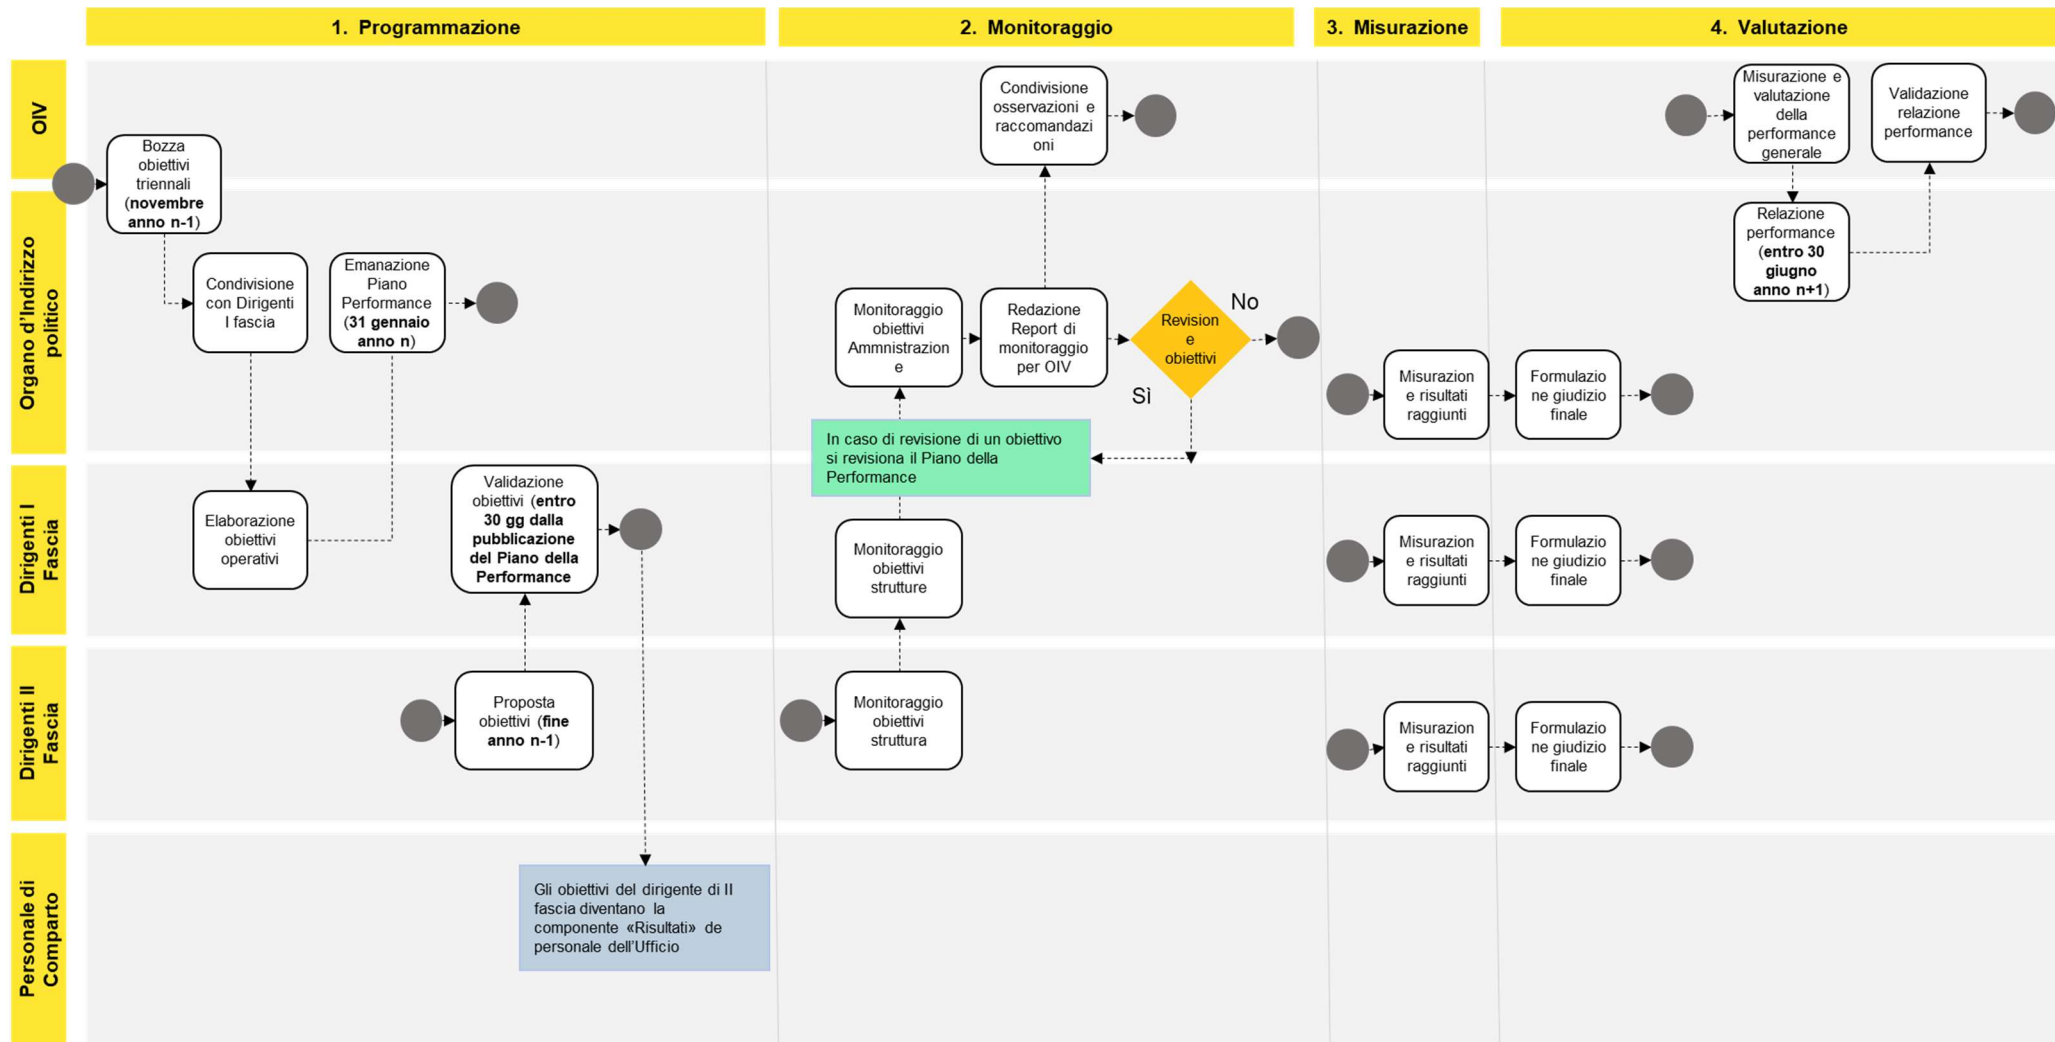 1. Programmazione
2. Monitoraggio
3. Misurazione
4. Valutazione
OIV
Bozza
obiettivi
triennali
(novembre
anno n-1)
Condivisione
osservazioni e
raccomandazi
oni
Misurazione e
valutazione
della
performance
generale
Validazione
relazione
performance
Organo d'Indirizzo
politico
Condivisione
con Dirigenti
I fascia
Emanazione
Piano
Performance
(31 gennaio
anno n)
Monitoraggio
obiettivi
Ammnistrazion
e
Redazione
Report di
monitoraggio
per OIV
Revision
e
obiettivi
No
Sì
In caso di revisione di un obiettivo
si revisiona il Piano della
Performance
Misurazion
e risultati
raggiunti
Formulazio
ne giudizio
finale
Relazione
performance
(entro 30
giugno
anno n+1)
Dirigenti I
Fascia
Elaborazione
obiettivi
operativi
Validazione
obiettivi (entro
30 gg dalla
pubblicazione
del Piano della
Performance
Monitoraggio
obiettivi
strutture
Misurazion
e risultati
raggiunti
Formulazio
ne giudizio
finale
Dirigenti II
Fascia
Proposta
obiettivi (fine
anno n-1)
Monitoraggio
obiettivi
struttura
Misurazion
e risultati
raggiunti
Formulazio
ne giudizio
finale
Personale di
Comparto
Gli obiettivi del dirigente di II
fascia diventano la
componente «Risultati» de
personale dell'Ufficio